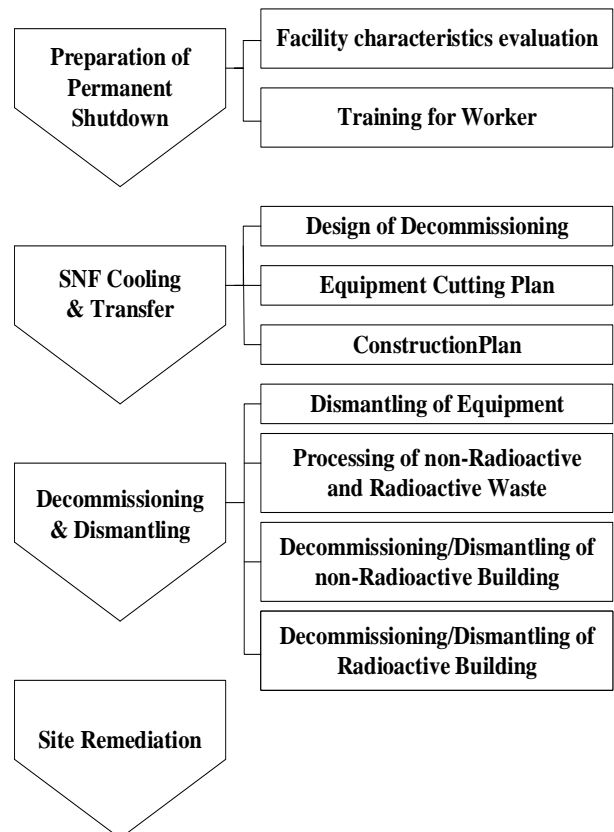 Preparation of
Permanent
Shutdown
Facility characteristics evaluation
Training for Worker
SNF Cooling
& Transfer
Design of Decommissioning
Equipment Cutting Plan
ConstructionPlan
Decommissioning
& Dismantling
Dismantling of Equipment
Processing of non-Radioactive
and Radioactive Waste
Decommissioning/Dismantling of
non-Radioactive Building
Decommissioning/Dismantling of
Radioactive Building
Site Remediation